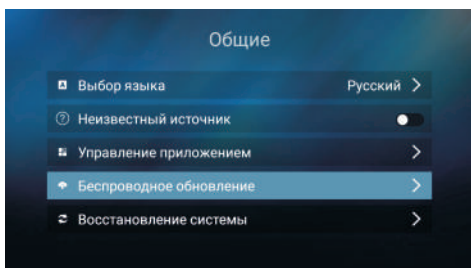 Общие
Выбор языка Русский
Неизвестный источник
Управление приложением
Беспроводное обновление
Восстановление системы